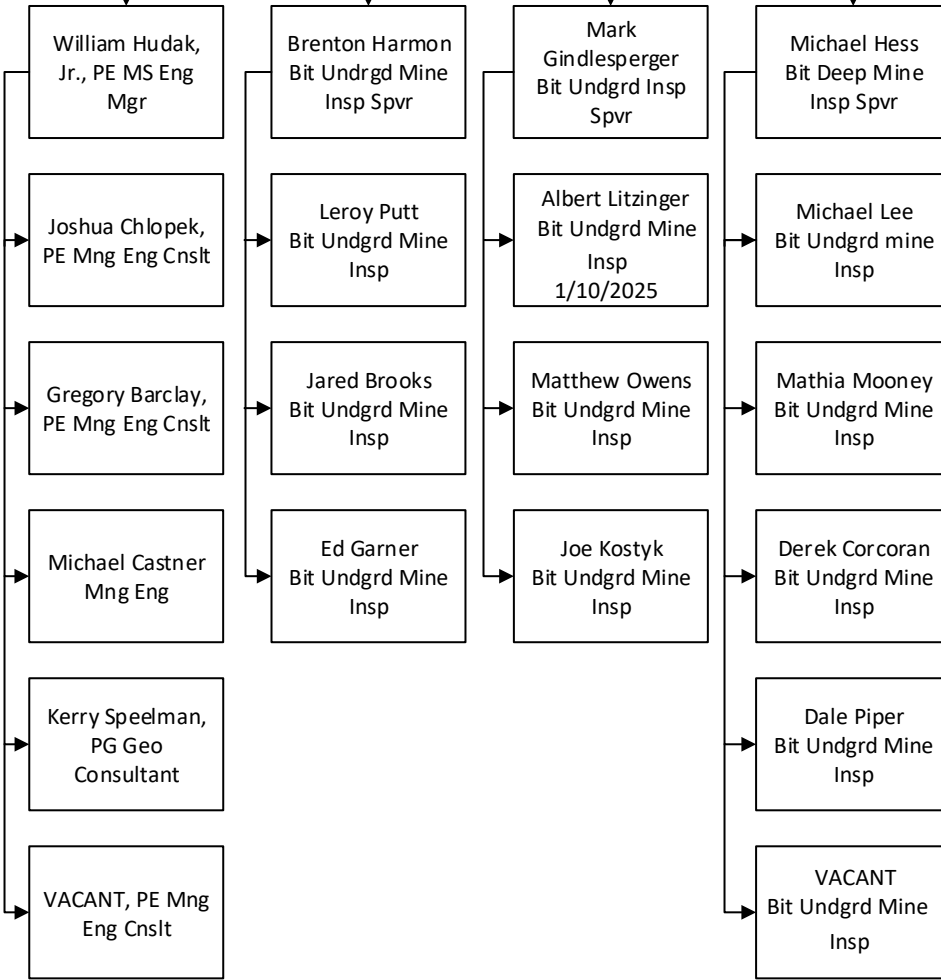 William Hudak,
Jr., PE MS Eng
Mgr
Joshua Chlopek,
PE Mng Eng Cnslt
Gregory Barclay,
PE Mng Eng Cnslt
Michael Castner
Mng Eng
Kerry Speelman,
PG Geo
Consultant
VACANT, PE Mng
Eng Cnslt
Brenton Harmon
Bit Undrgd Mine
Insp Spvr
Leroy Putt
Bit Undgrd Mine
Insp
Jared Brooks
Bit Undgrd Mine
Insp
Ed Garner
Bit Undgrd Mine
Insp
Mark
Gindlesperger
Bit Undgrd Insp
Spvr
Albert Litzinger
Bit Undgrd Mine
Insp
1/10/2025
Matthew Owens
Bit Undgrd Mine
Insp
Joe Kostyk
Bit Undgrd Mine
Insp
Michael Hess
Bit Deep Mine
Insp Spvr
Michael Lee
Bit Undgrd mine
Insp
Mathia Mooney
Bit Undgrd Mine
Insp
Derek Corcoran
Bit Undgrd Mine
Insp
Dale Piper
Bit Undgrd Mine
Insp
VACANT
Bit Undgrd Mine
Insp